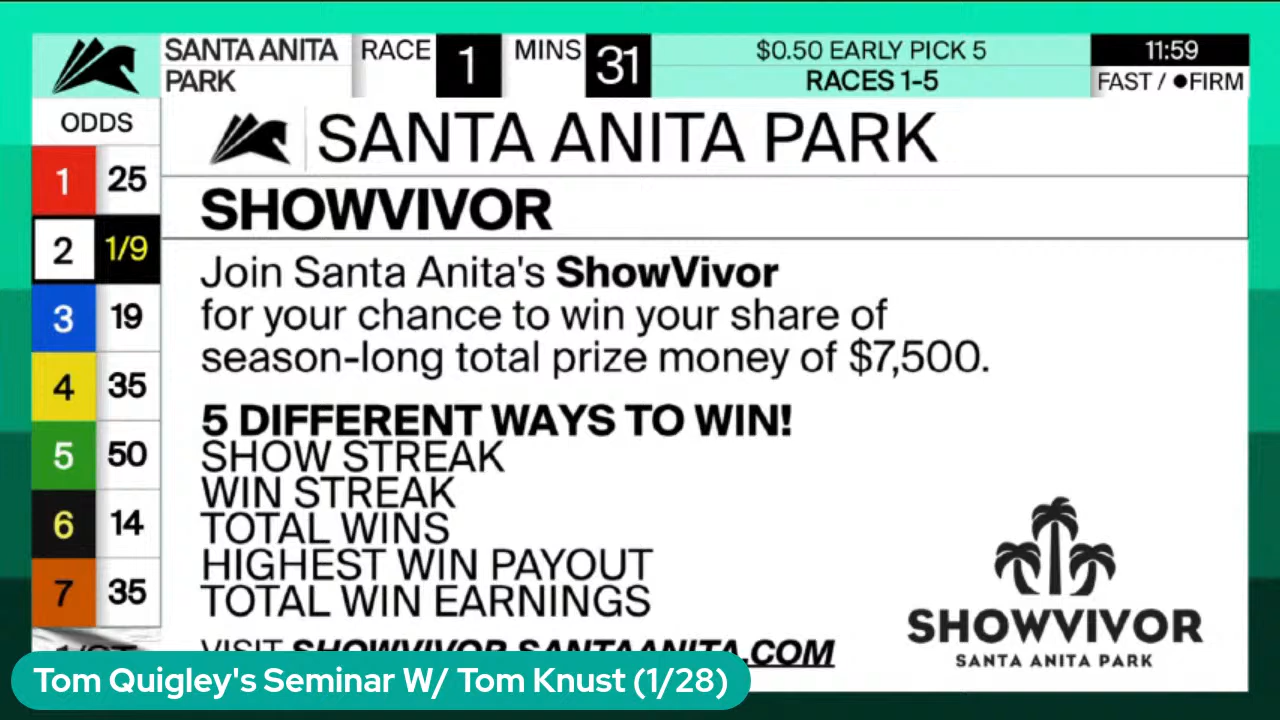 SANTA ANITA
PARK
RACE 1
MINS 31
$0.50 EARLY PICK 5
RACES 1-5
11:59
FAST / ●FIRM
ODDS
1 25
2 1/9
3 19
4 35
5 50
6 14
7 35
SANTA ANITA PARK
SHOWVIVOR
Join Santa Anita's ShowVivor
for your chance to win your share of
season-long total prize money of $7,500.
5 DIFFERENT WAYS TO WIN!
SHOW STREAK
WIN STREAK
TOTAL WINS
HIGHEST WIN PAYOUT
TOTAL WIN EARNINGS
VISIT SHOWVIVOR.SANTAANITA.COM
SHOWVIVOR
SANTA ANITA PARK
Tom Quigley's Seminar W/ Tom Knust (1/28)